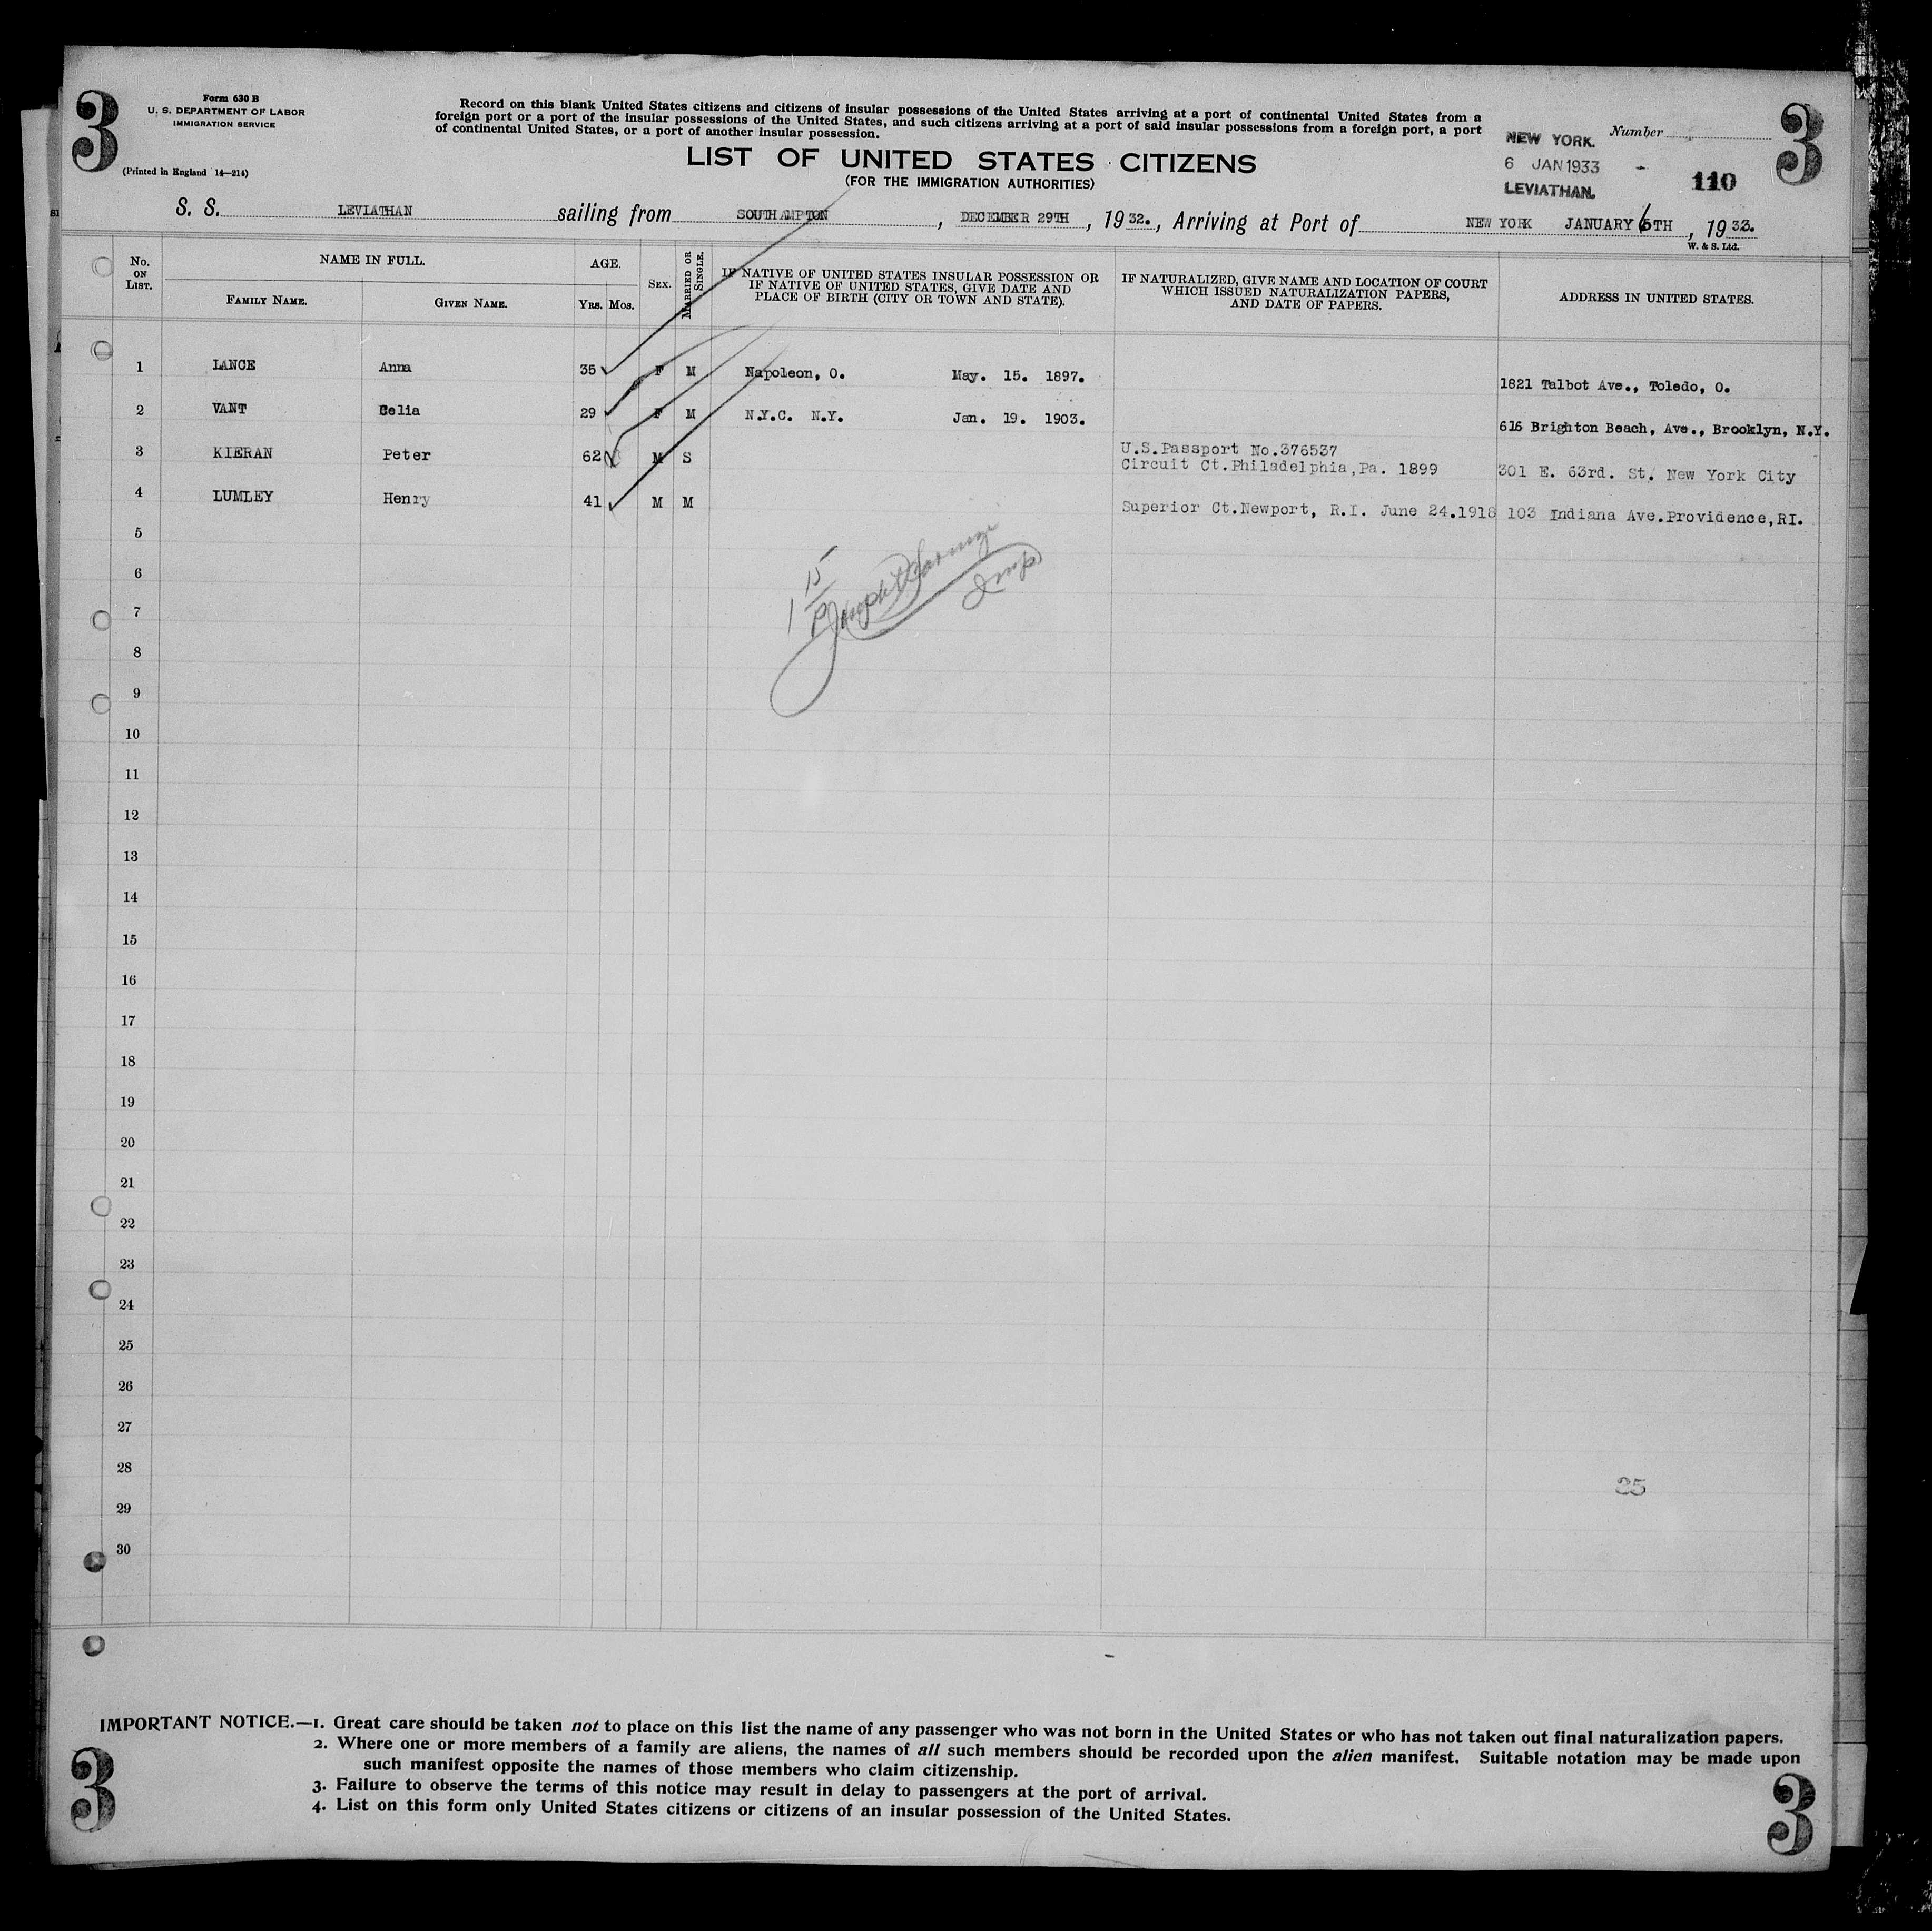 3
Form 630 B
U. S. DEPARTMENT OF LABOR
IMMIGRATION SERVICE
(Printed in England 14—214)
Record on this blank United States citizens and citizens of insular possessions of the United States arriving at a port of continental United States from a
foreign port or a port of the insular possessions of the United States, and such citizens arriving at a port of said insular possessions from a foreign port, a port
of continental United States, or a port of another insular possession.
LIST OF UNITED STATES CITIZENS
(FOR THE IMMIGRATION AUTHORITIES)
NEW YORK. Number
6 JAN 1933 -
LEVIATHAN.
110
3
S. S. LEVIATHAN sailing from SOUTHAMPTON, DECEMBER 29TH, 1932., Arriving at Port of NEW YORK JANUARY 6TH, 1933.
W. & S. Ltd.
No. ON LIST.
NAME IN FULL.
FAMILY NAME. GIVEN NAME.
AGE.
YRS. MOS.
SEX.
MARRIED OR SINGLE.
IF NATIVE OF UNITED STATES INSULAR POSSESSION OR
IF NATIVE OF UNITED STATES, GIVE DATE AND
PLACE OF BIRTH (CITY OR TOWN AND STATE).
IF NATURALIZED, GIVE NAME AND LOCATION OF COURT
WHICH ISSUED NATURALIZATION PAPERS,
AND DATE OF PAPERS.
ADDRESS IN UNITED STATES.
1 LANCE Anna 35 F M Napoleon, O. May. 15. 1897. 1821 Talbot Ave., Toledo, O.
2 VANT Celia 29 F M N.Y.C. N.Y. Jan. 19. 1903. 616 Brighton Beach, Ave., Brooklyn, N.Y.
3 KIERAN Peter 62 M S U.S.Passport No.376537
Circuit Ct.Philadelphia,Pa. 1899 301 E. 63rd. St. New York City
4 LUMLEY Henry 41 M M Superior Ct.Newport, R.I. June 24.1918 103 Indiana Ave.Providence,RI.
5
6
7
8
9
10
11
12
13
14
15
16
17
18
19
20
21
22
23
24
25
26
27
28
29
30
25
IMPORTANT NOTICE.—1. Great care should be taken not to place on this list the name of any passenger who was not born in the United States or who has not taken out final naturalization papers.
2. Where one or more members of a family are aliens, the names of all such members should be recorded upon the alien manifest. Suitable notation may be made upon
such manifest opposite the names of those members who claim citizenship.
3. Failure to observe the terms of this notice may result in delay to passengers at the port of arrival.
4. List on this form only United States citizens or citizens of an insular possession of the United States.
3
3